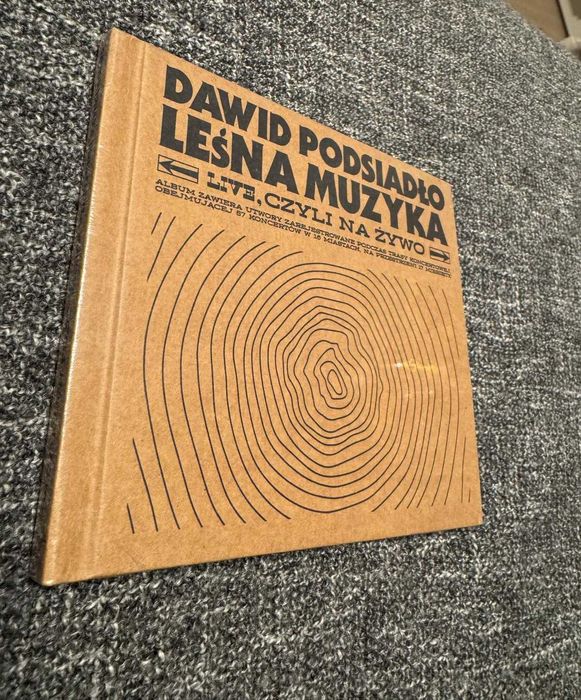 DAWID PODSIADŁO
LEśNA MUZYKA
LIVE, CZYLI NA ŻYWO
ALBUM ZAWIERA UTWORY ZAREJESTROWANE PODCZAS TRASY KONCERTOWEJ
OBEJMUJĄCEJ 57 KONCERTÓW W 16 MIASTACH, NA PRZESTRZENI 17 MIESIĘCY